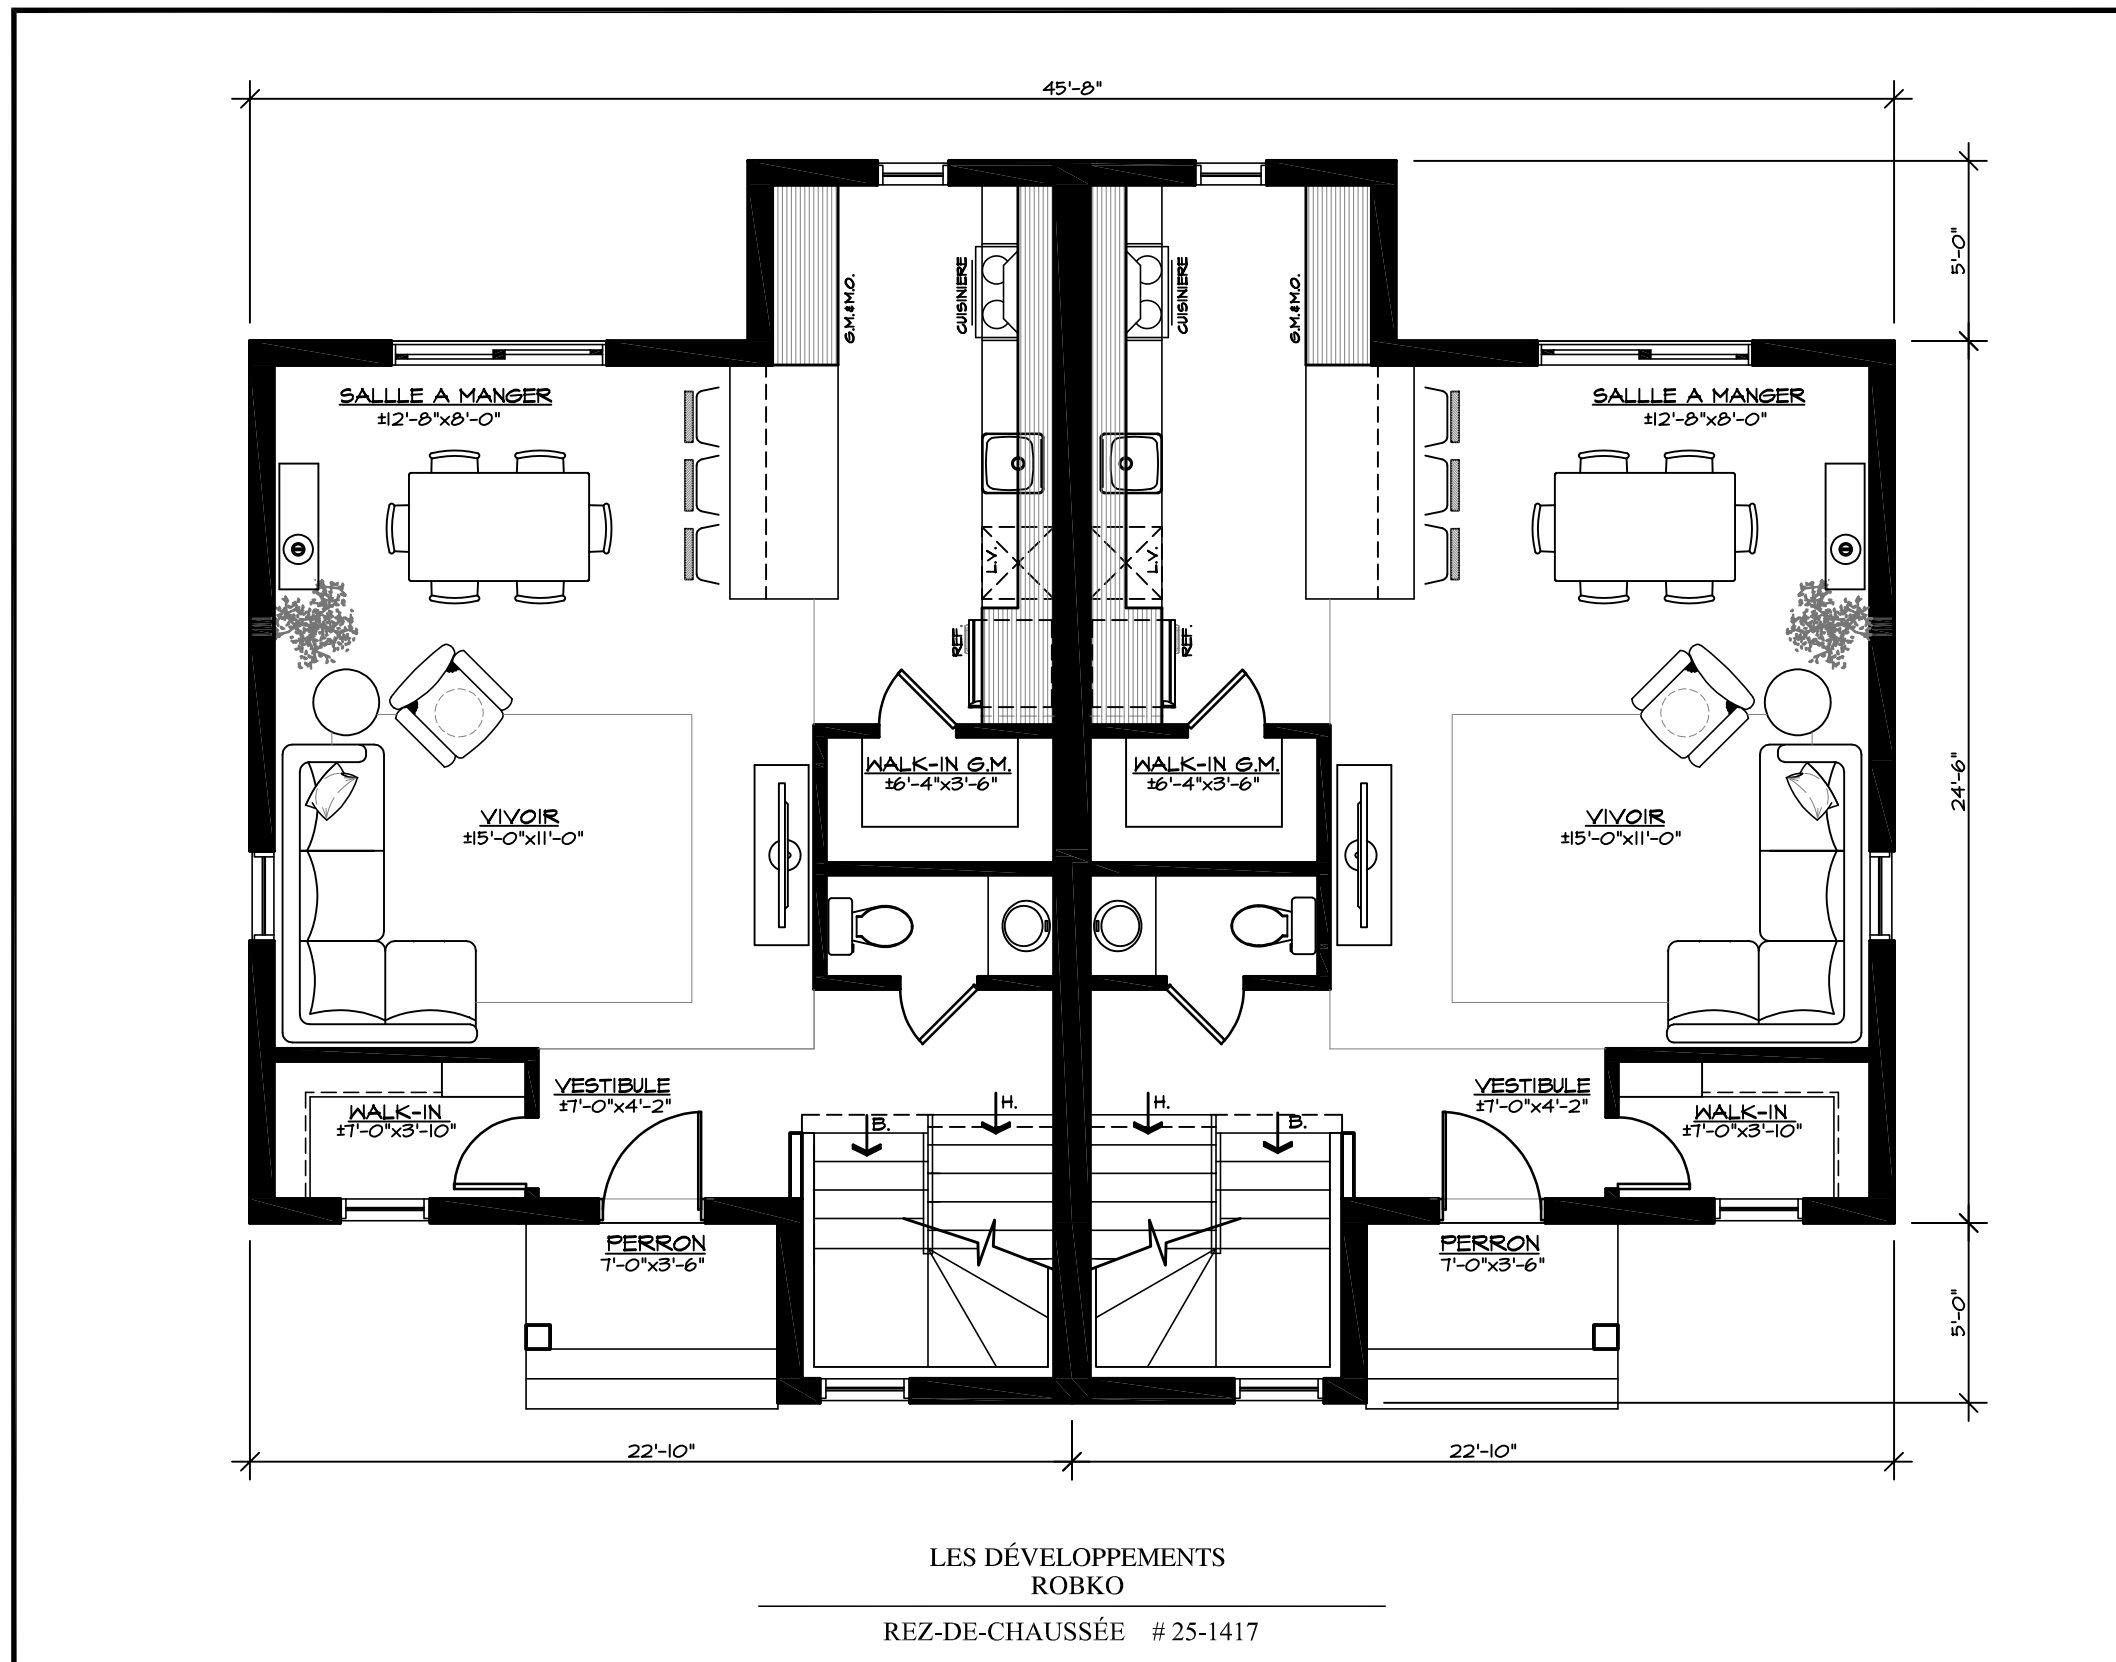 45'-8"
5'-0"
G.M.&M.O.
CUISINIERE
CUISINIERE
G.M.&M.O.
SALLLE A MANGER
±12'-8"x8'-0"
SALLLE A MANGER
±12'-8"x8'-0"
L.V.
L.V.
REF.
REF.
WALK-IN G.M.
±6'-4"x3'-6"
WALK-IN G.M.
±6'-4"x3'-6"
24'-6"
VIVOIR
±15'-0"x11'-0"
VIVOIR
±15'-0"x11'-0"
VESTIBULE
±7'-0"x4'-2"
VESTIBULE
±7'-0"x4'-2"
WALK-IN
±7'-0"x3'-10"
B.
H.
H.
B.
WALK-IN
±7'-0"x3'-10"
PERRON
7'-0"x3'-6"
PERRON
7'-0"x3'-6"
5'-0"
22'-10"
22'-10"
LES DÉVELOPPEMENTS
ROBKO
REZ-DE-CHAUSSÉE # 25-1417